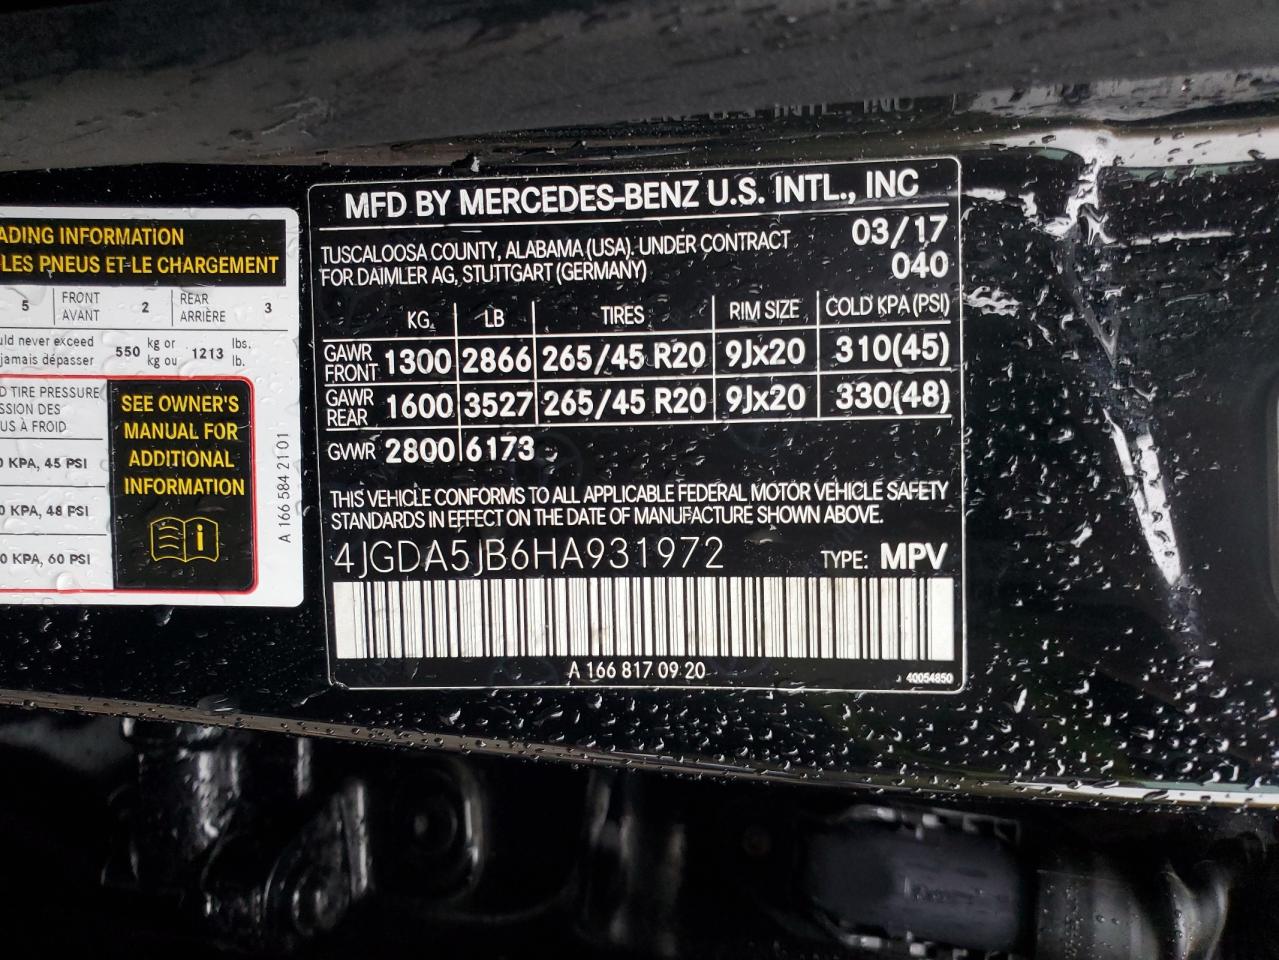 MFD BY MERCEDES-BENZ U.S. INTL., INC
TUSCALOOSA COUNTY, ALABAMA (USA), UNDER CONTRACT
FOR DAIMLER AG, STUTTGART (GERMANY)
03/17
040
KG. LB TIRES RIM SIZE COLD KPA (PSI)
GAWR FRONT 1300 2866 265/45 R20 9Jx20 310(45)
GAWR REAR 1600 3527 265/45 R20 9Jx20 330(48)
GVWR 2800 6173
THIS VEHICLE CONFORMS TO ALL APPLICABLE FEDERAL MOTOR VEHICLE SAFETY
STANDARDS IN EFFECT ON THE DATE OF MANUFACTURE SHOWN ABOVE.
4JGDA5JB6HA931972 TYPE: MPV
A 166 817 09 20
40054850
ADING INFORMATION
LES PNEUS ET LE CHARGEMENT
5 FRONT AVANT 2 REAR ARRIÈRE 3
uld never exceed
jamais dépasser
550 kg or kg ou 1213 lbs. lb.
D TIRE PRESSURE
SSION DES
US À FROID
0 KPA, 45 PSI
0 KPA, 48 PSI
0 KPA, 60 PSI
SEE OWNER'S
MANUAL FOR
ADDITIONAL
INFORMATION
i
A 166 584 21 01